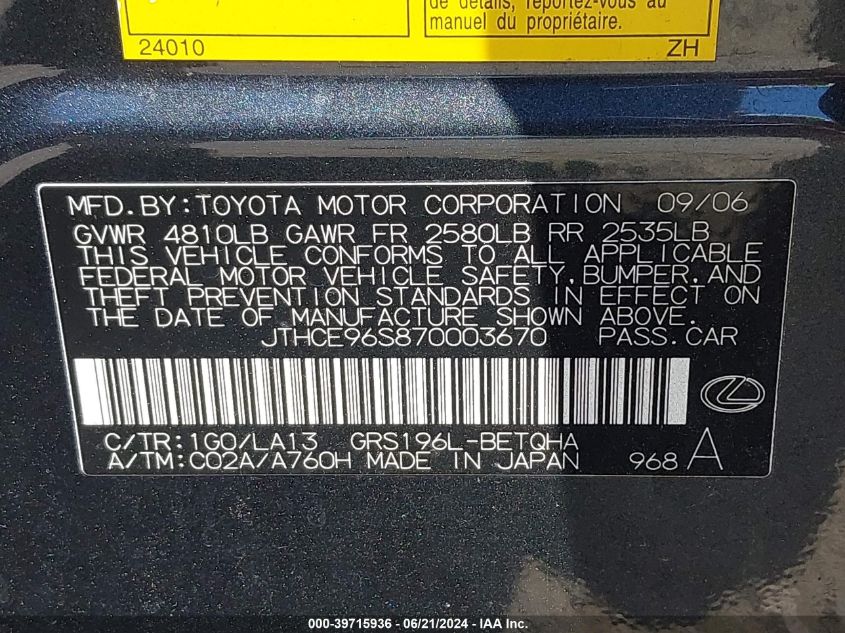 de détails, reportez-vous au
manuel du propriétaire.
24010 ZH
MFD.BY:TOYOTA MOTOR CORPORATION 09/06
GVWR 4810LB GAWR FR 2580LB RR 2535LB
THIS VEHICLE CONFORMS TO ALL APPLICABLE
FEDERAL MOTOR VEHICLE SAFETY,BUMPER,AND
THEFT PREVENTION STANDARDS IN EFFECT ON
THE DATE OF MANUFACTURE SHOWN ABOVE.
JTHCE96S870003670 PASS.CAR
C/TR:1G0/LA13 GRS196L-BETQHA
A/TM:C02A/A760H MADE IN JAPAN 968 A
000-39715936 - 06/21/2024 - IAA Inc.